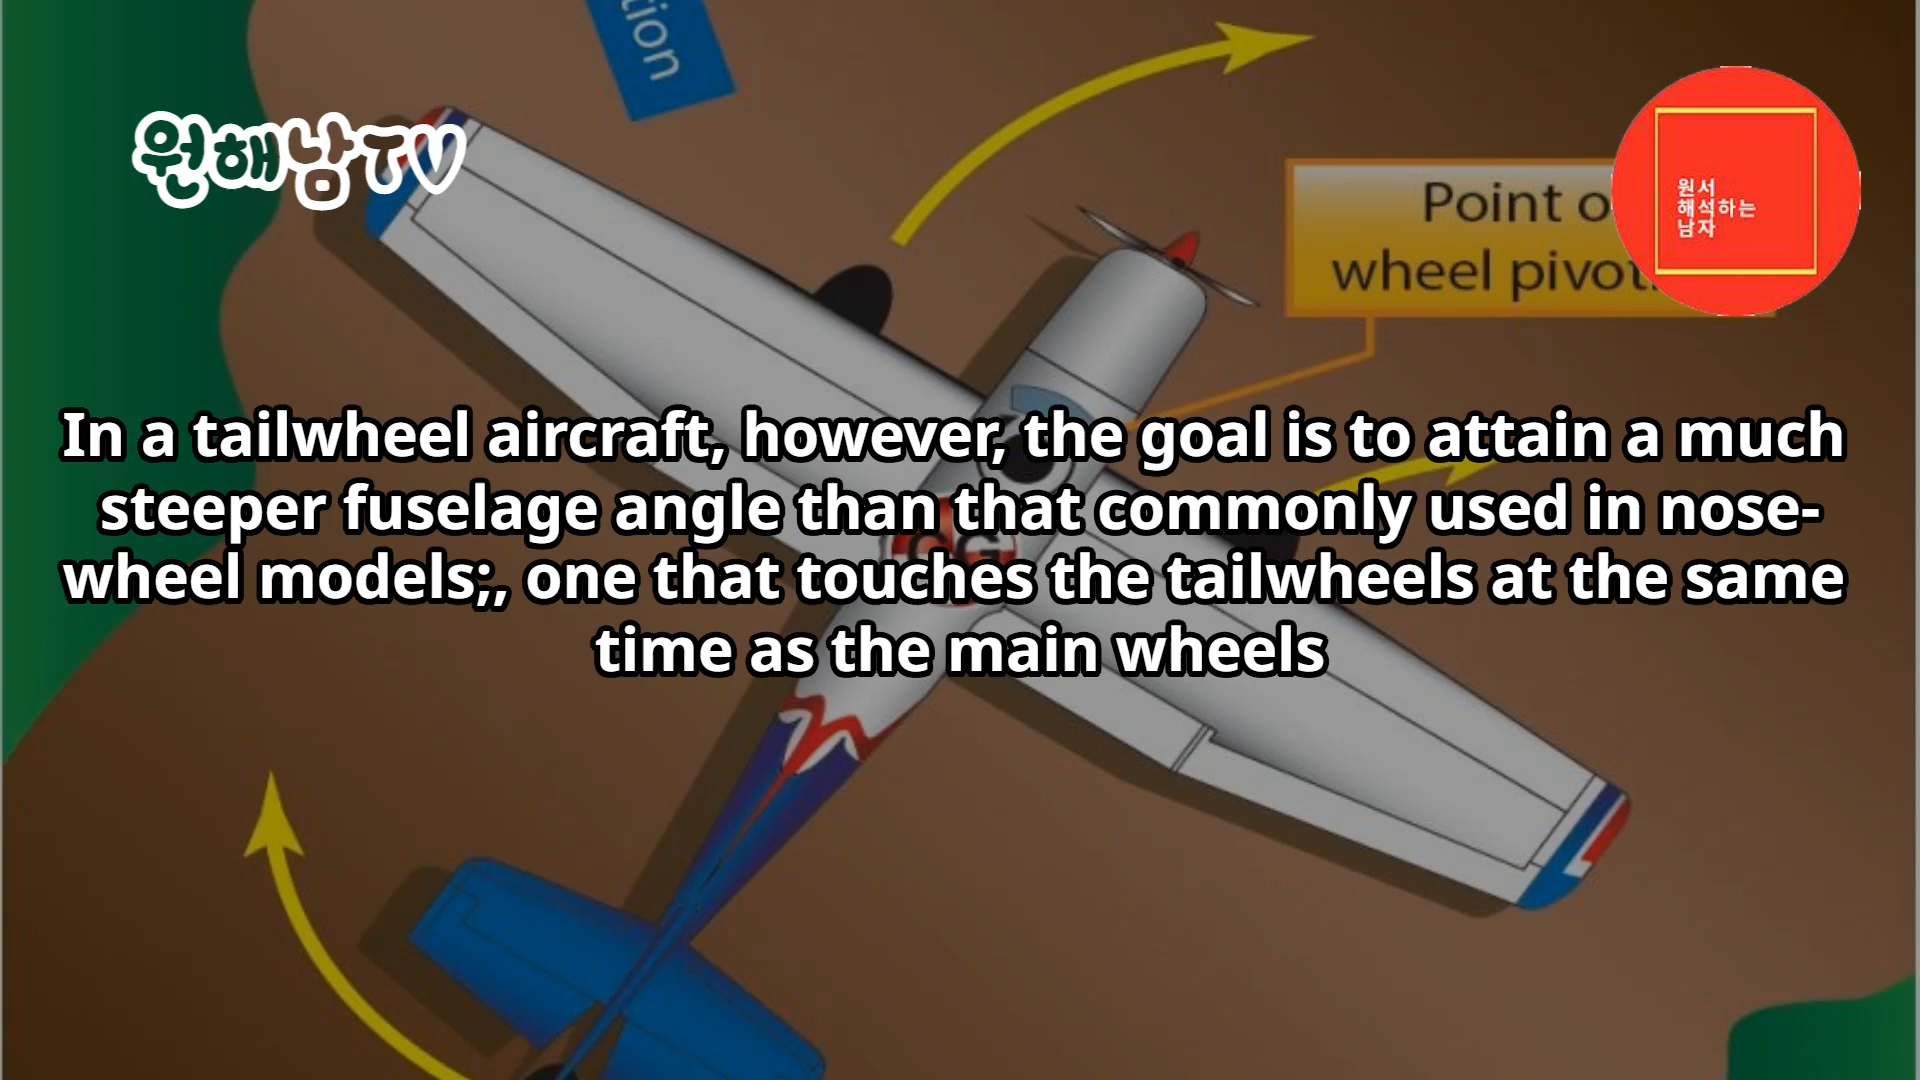 tion
원해남TV
Point o
wheel pivot
원서
해석하는
남자
In a tailwheel aircraft, however, the goal is to attain a much
steeper fuselage angle than that commonly used in nose-
wheel models;, one that touches the tailwheels at the same
time as the main wheels
CG